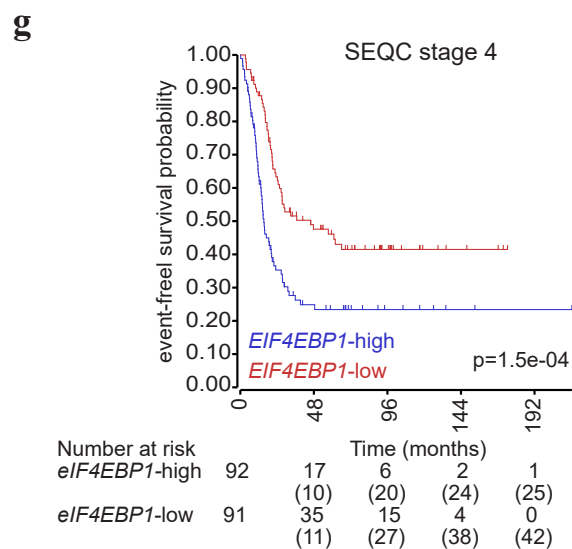 g
SEQC stage 4
event-freel survival probability
1.00
0.90
0.80
0.70
0.60
0.50
0.40
0.30
0.20
0.10
0.00
EIF4EBP1-high
EIF4EBP1-low
p=1.5e-04
0 48 96 144 192
Number at risk Time (months)
eIF4EBP1-high 92 17 6 2 1
(10) (20) (24) (25)
eIF4EBP1-low 91 35 15 4 0
(11) (27) (38) (42)